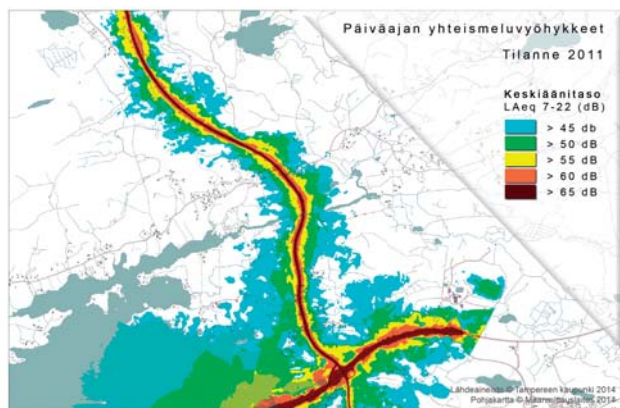 Päiväajan yhteismeluvyöhykkeet
Tilanne 2011
Keskiäänitaso
LAeq 7-22 (dB)
> 45 db
> 50 dB
> 55 dB
> 60 dB
> 65 dB
Lähdeaineisto © Tampereen kaupunki 2014
Pohjakartta © Maanmittauslaitos 2014